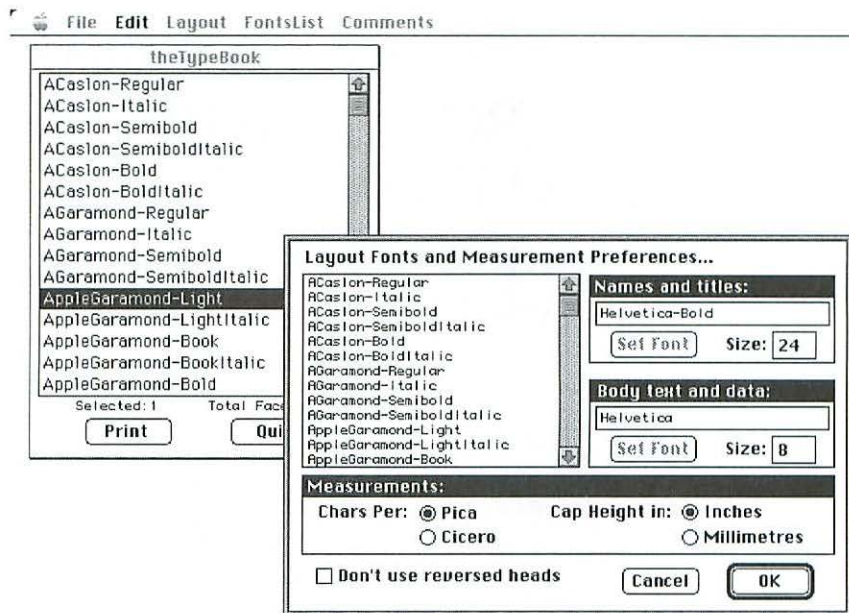 File Edit Layout FontsList Comments
theTypeBook
ACaslon-Regular
ACaslon-Italic
ACaslon-Semibold
ACaslon-SemiboldItalic
ACaslon-Bold
ACaslon-BoldItalic
AGaramond-Regular
AGaramond-Italic
AGaramond-Semibold
AGaramond-SemiboldItalic
AppleGaramond-Light
AppleGaramond-LightItalic
AppleGaramond-Book
AppleGaramond-BookItalic
AppleGaramond-Bold
Selected:1 Total Face
Print Qui
Layout Fonts and Measurement Preferences...
ACaslon-Regular
ACaslon-Italic
ACaslon-Semibold
ACaslon-SemiboldItalic
ACaslon-Bold
ACaslon-BoldItalic
AGaramond-Regular
AGaramond-Italic
AGaramond-Semibold
AGaramond-SemiboldItalic
AppleGaramond-Light
AppleGaramond-LightItalic
AppleGaramond-Book
Names and titles:
Helvetica-Bold
Set Font Size: 24
Body text and data:
Helvetica
Set Font Size: 8
Measurements:
Chars Per: Pica Cap Height in: Inches
Cicero Millimetres
Don't use reversed heads Cancel OK